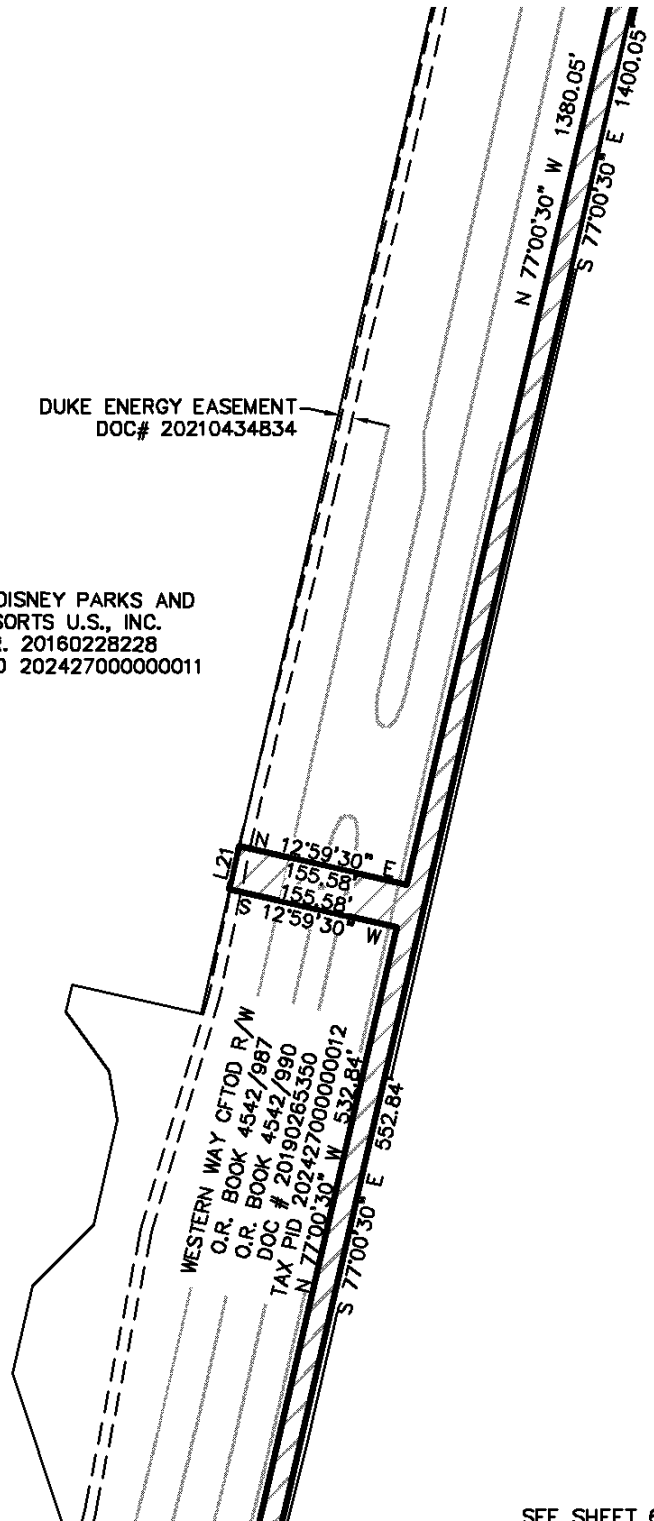 N 77°00'30" W 1380.05'
S 77°00'30" E 1400.05'
DUKE ENERGY EASEMENT
DOC# 20210434834
DISNEY PARKS AND
SORTS U.S., INC.
. 20160228228
202427000000011
N 12°59'30" E
155.58'
155.58'
S 12°59'30" W
L21
WESTERN WAY CFTOD R/W
O.R. BOOK 4542/987
O.R. BOOK 4542/990
DOC # 20190265350
TAX PID 202427000000012
N 77°00'30" W 532.84'
S 77°00'30" E 552.84'
SEE SHEET 6